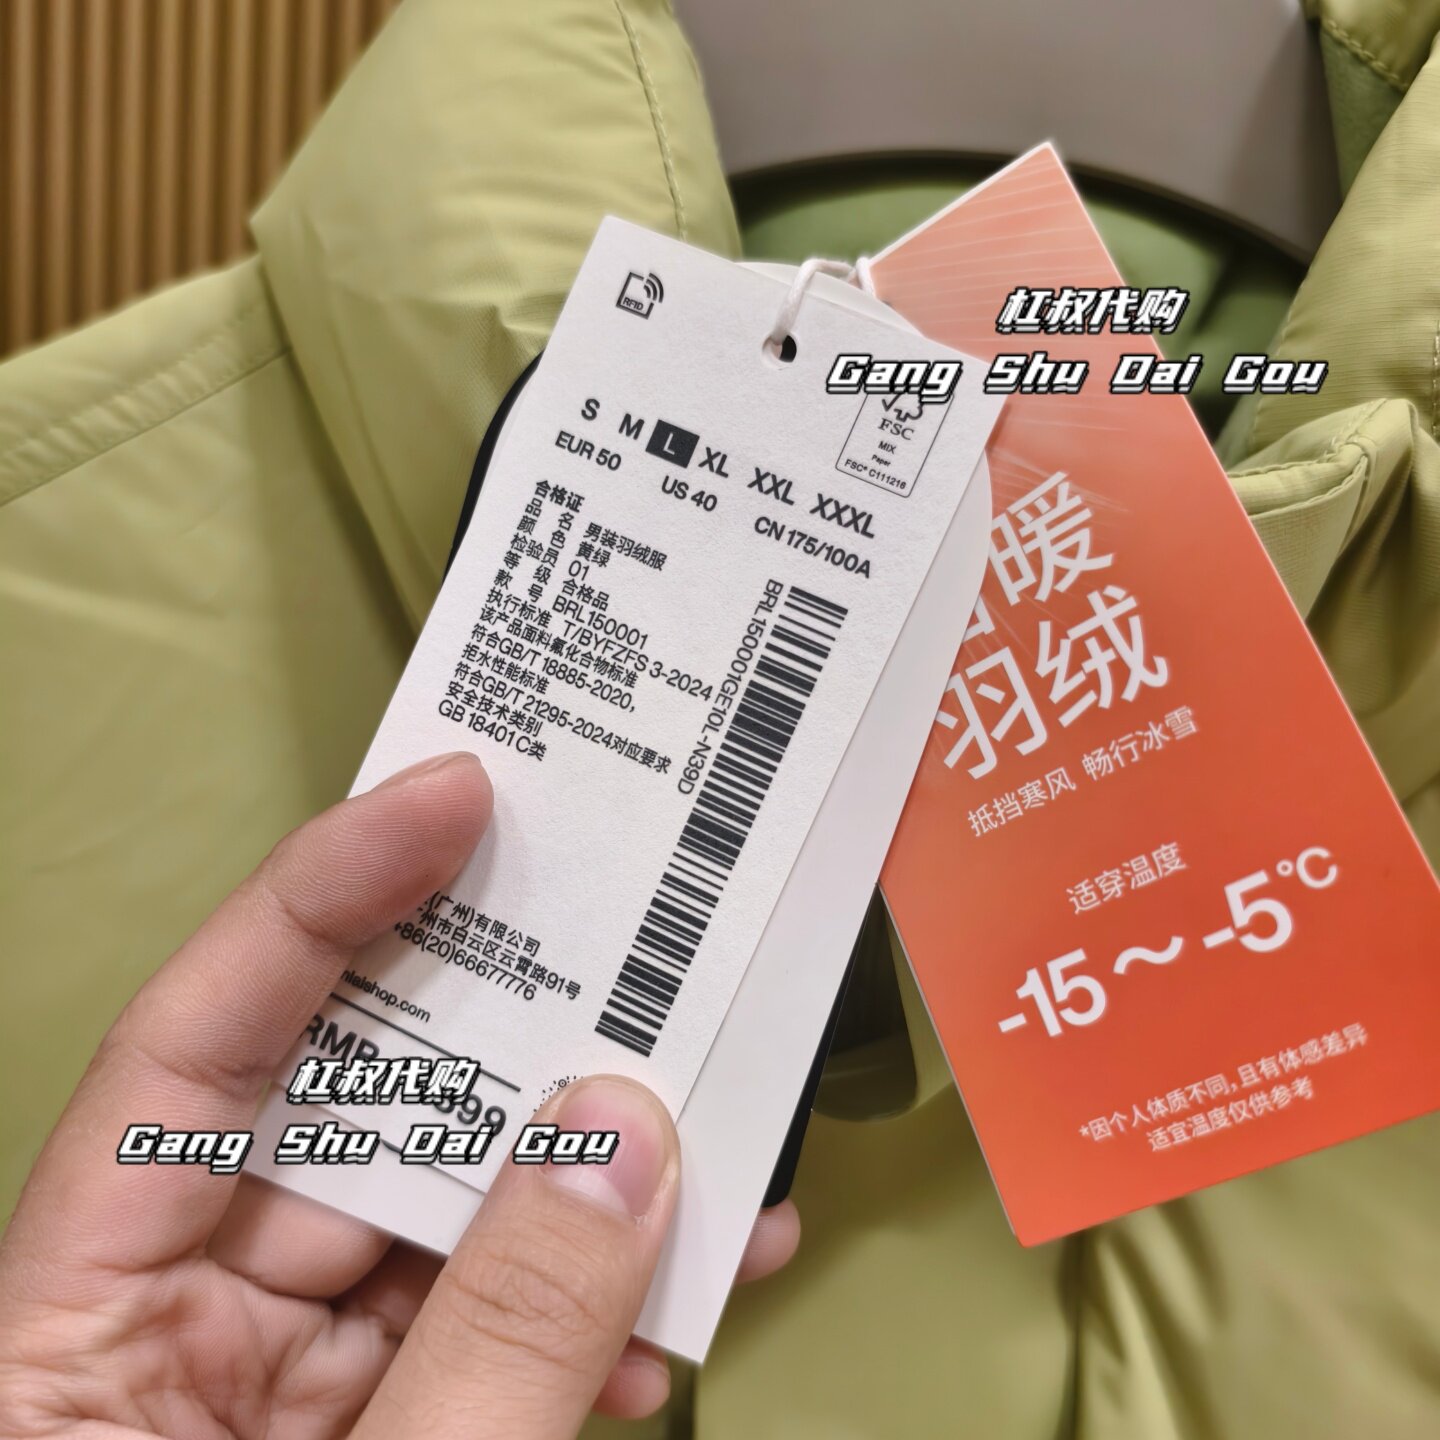 RFID
S M L XL XXL XXXL
EUR 50 US 40 CN 175/100A
FSC
MIX
Paper
FSC® C111216
合格证
品 名 男装羽绒服
颜 色 黄绿
检验员 01
等 级 合格品
款 号 BRL150001
执行标准 T/BYFZFS 3-2024
该产品面料氟化合物标准
符合GB/T 18885-2020，
拒水性能标准
符合GB/T 21295-2024对应要求
安全技术类别
GB 18401 C类
BRL150001GE10L-N39D
(广州)有限公司
州市白云区云霄路91号
+86(20)66677776
laishop.com
RMB 399
杠叔代购
Gang Shu Dai Gou
杠叔代购
Gang Shu Dai Gou
暖
羽绒
抵挡寒风 畅行冰雪
适穿温度
-15～-5℃
*因个人体质不同，且有体感差异
适宜温度仅供参考